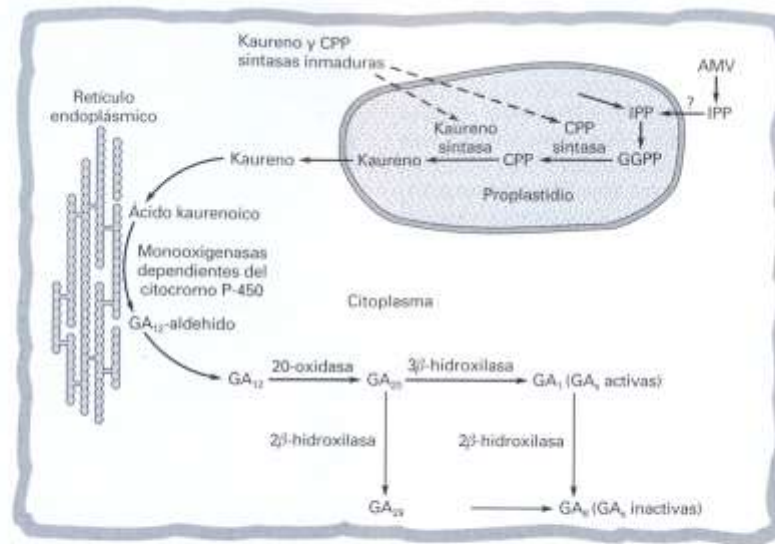 Kaureno y CPP
sintasas inmaduras
AMV
Retículo
endoplásmico
?
IPP
IPP
Kaureno
sintasa
CPP
sintasa
Kaureno
Kaureno
CPP
GGPP
Proplastidio
Ácido kaurenoico
Monooxigenasas
dependientes del
citocromo P-450
Citoplasma
GA12-aldehido
20-oxidasa
3β-hidroxilasa
GA12
GA20
GA1 (GAs activas)
2β-hidroxilasa
2β-hidroxilasa
GA29
GA8 (GAs inactivas)